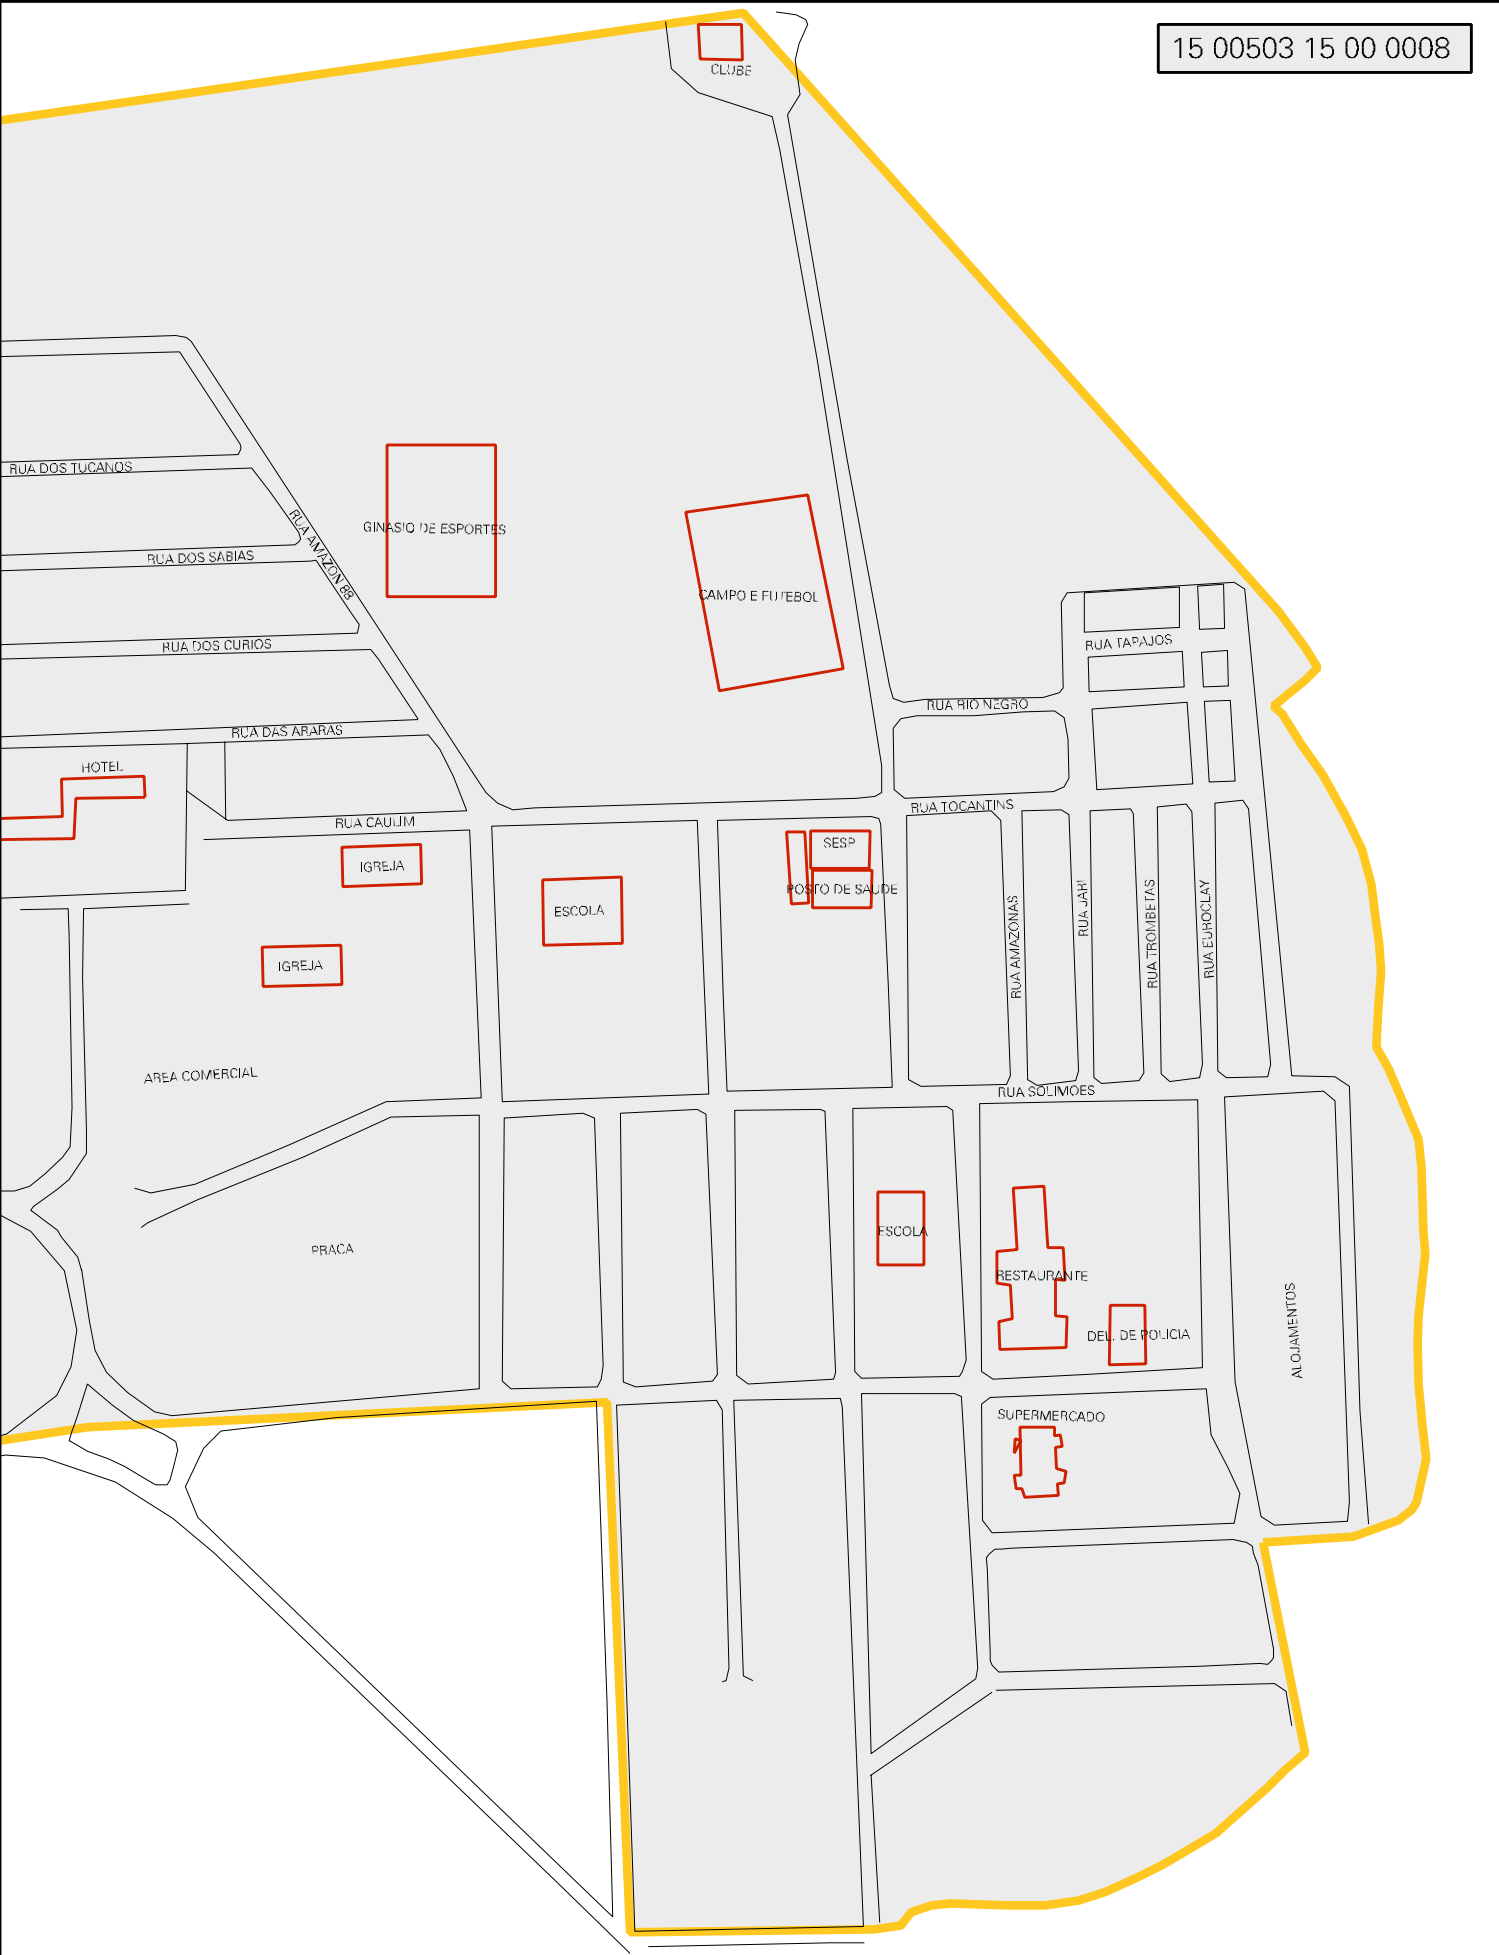 15 00503 15 00 0008
CLUBE
RUA DOS TUCANOS
RUA AMAZON 88
GINASIO DE ESPORTES
RUA DOS SABIAS
CAMPO E FUTEBOL
RUA DOS CURIOS
RUA TAPAJOS
RUA RIO NEGRO
RUA DAS ARARAS
HOTEL
RUA TOCANTINS
RUA CAULIM
SESP
IGREJA
POSTO DE SAUDE
ESCOLA
RUA AMAZONAS
RUA JARI
RUA TROMBETAS
RUA EUROCLAY
IGREJA
AREA COMERCIAL
RUA SOLIMOES
ESCOLA
PRACA
RESTAURANTE
DEL. DE POLICIA
ALOJAMENTOS
SUPERMERCADO